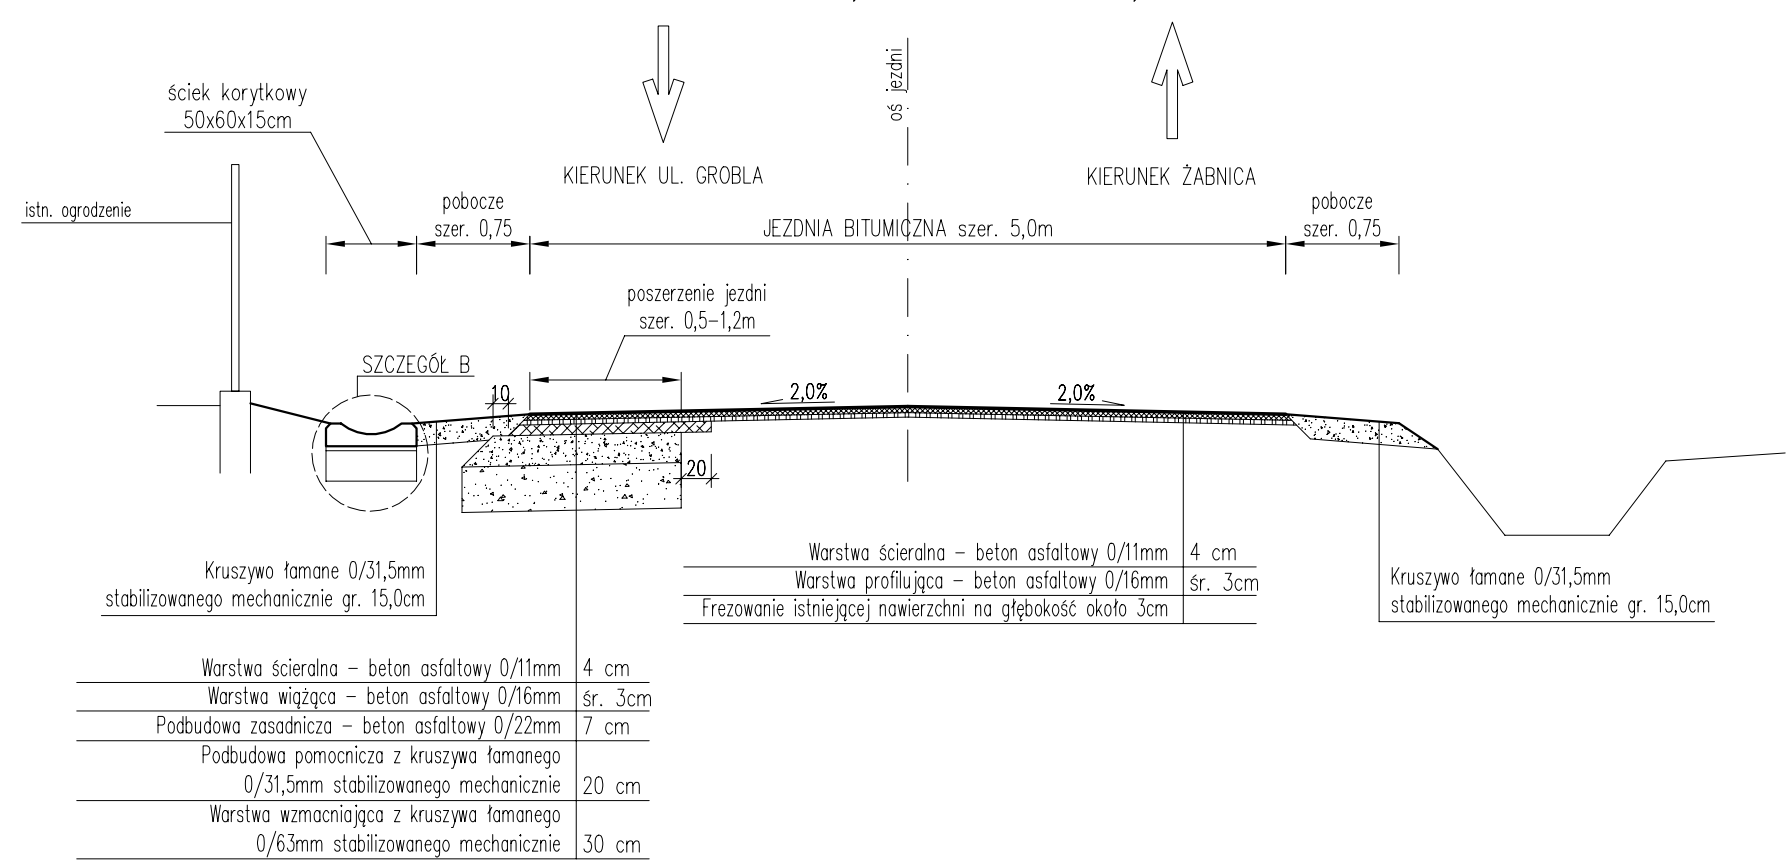 ściek korytkowy
50x60x15cm
oś jezdni
KIERUNEK UL. GROBLA
KIERUNEK ŻABNICA
istn. ogrodzenie
pobocze
szer. 0,75
JEZDNIA BITUMICZNA szer. 5,0m
pobocze
szer. 0,75
poszerzenie jezdni
szer. 0,5-1,2m
SZCZEGÓŁ B
10
2,0%
2,0%
20
Kruszywo łamane 0/31,5mm
stabilizowanego mechanicznie gr. 15,0cm
Warstwa ścieralna - beton asfaltowy 0/11mm 4 cm
Warstwa profilująca - beton asfaltowy 0/16mm śr. 3cm
Frezowanie istniejącej nawierzchni na głębokość około 3cm
Kruszywo łamane 0/31,5mm
stabilizowanego mechanicznie gr. 15,0cm
Warstwa ścieralna - beton asfaltowy 0/11mm 4 cm
Warstwa wiążąca - beton asfaltowy 0/16mm śr. 3cm
Podbudowa zasadnicza - beton asfaltowy 0/22mm 7 cm
Podbudowa pomocnicza z kruszywa łamanego
0/31,5mm stabilizowanego mechanicznie 20 cm
Warstwa wzmacniająca z kruszywa łamanego
0/63mm stabilizowanego mechanicznie 30 cm